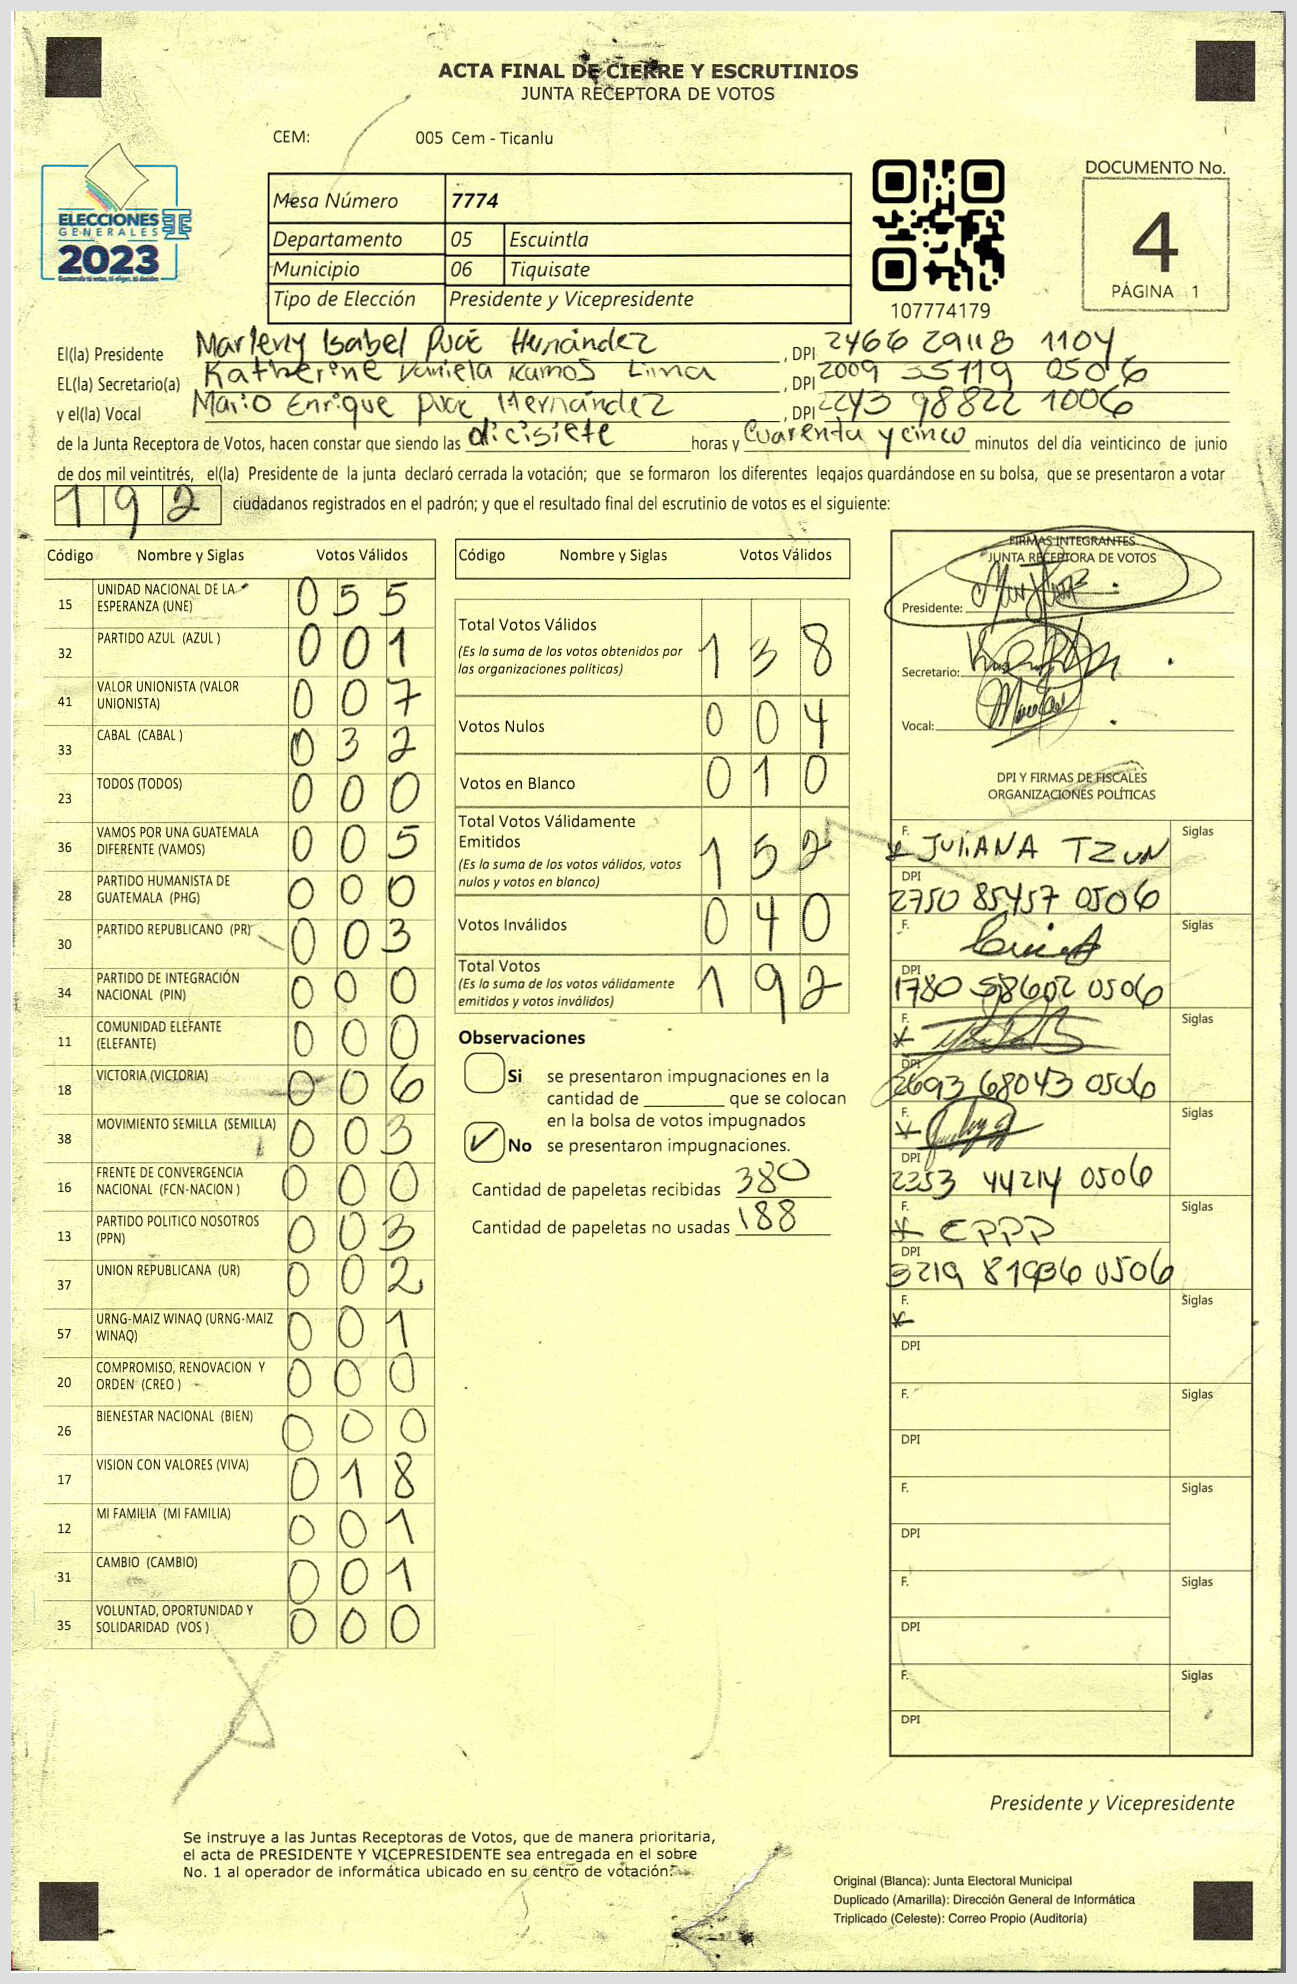 ACTA FINAL DE CIERRE Y ESCRUTINIOS
JUNTA RECEPTORA DE VOTOS
CEM: 005 Cem - Ticanlu
ELECCIONES
GENERALES
2023
Mesa Número 7774
Departamento 05 Escuintla
Municipio 06 Tiquisate
Tipo de Elección Presidente y Vicepresidente
107774179
DOCUMENTO No.
4
PÁGINA 1
El(la) Presidente Marleny Isabel Puac Hernández, DPI 2466 29118 1104
EL(la) Secretario(a) Katherine Daniela Ramos Lima, DPI 2009 35719 0506
y el(la) Vocal Mario Enrique Puac Hernández, DPI 2243 98822 1006
de la Junta Receptora de Votos, hacen constar que siendo las dicisiete horas y Cuarenta y cinco minutos del día veinticinco de junio
de dos mil veintitrés, el(la) Presidente de la junta declaró cerrada la votación; que se formaron los diferentes legajos guardándose en su bolsa, que se presentaron a votar
192 ciudadanos registrados en el padrón; y que el resultado final del escrutinio de votos es el siguiente:
Código Nombre y Siglas Votos Válidos
15 UNIDAD NACIONAL DE LA ESPERANZA (UNE) 055
32 PARTIDO AZUL (AZUL ) 001
41 VALOR UNIONISTA (VALOR UNIONISTA) 007
33 CABAL (CABAL ) 032
23 TODOS (TODOS) 000
36 VAMOS POR UNA GUATEMALA DIFERENTE (VAMOS) 005
28 PARTIDO HUMANISTA DE GUATEMALA (PHG) 000
30 PARTIDO REPUBLICANO (PR) 003
34 PARTIDO DE INTEGRACIÓN NACIONAL (PIN) 000
11 COMUNIDAD ELEFANTE (ELEFANTE) 000
18 VICTORIA (VICTORIA) 006
38 MOVIMIENTO SEMILLA (SEMILLA) 003
16 FRENTE DE CONVERGENCIA NACIONAL (FCN-NACION ) 000
13 PARTIDO POLITICO NOSOTROS (PPN) 003
37 UNION REPUBLICANA (UR) 002
57 URNG-MAIZ WINAQ (URNG-MAIZ WINAQ) 001
20 COMPROMISO, RENOVACION Y ORDEN (CREO ) 000
26 BIENESTAR NACIONAL (BIEN) 000
17 VISION CON VALORES (VIVA) 018
12 MI FAMILIA (MI FAMILIA) 001
31 CAMBIO (CAMBIO) 001
35 VOLUNTAD, OPORTUNIDAD Y SOLIDARIDAD (VOS ) 000
Código Nombre y Siglas Votos Válidos
Total Votos Válidos 138
(Es la suma de los votos obtenidos por
las organizaciones políticas)
Votos Nulos 004
Votos en Blanco 010
Total Votos Válidamente
Emitidos 152
(Es la suma de los votos válidos, votos
nulos y votos en blanco)
Votos Inválidos 040
Total Votos 192
(Es la suma de los votos válidamente
emitidos y votos inválidos)
Observaciones
Si se presentaron impugnaciones en la
cantidad de que se colocan
en la bolsa de votos impugnados
✓ No se presentaron impugnaciones.
Cantidad de papeletas recibidas 380
Cantidad de papeletas no usadas 188
FIRMAS INTEGRANTES
JUNTA RECEPTORA DE VOTOS
Presidente:
Secretario:
Vocal:
DPI Y FIRMAS DE FISCALES
ORGANIZACIONES POLÍTICAS
F. JULIANA TZUN Siglas
DPI 2750 85457 0506
F. Siglas
DPI 1780 58602 0506
F. Siglas
DPI 2693 68043 0506
F. Siglas
DPI 2353 44214 0506
F. Siglas
DPI 3219 81936 0506
F. Siglas
DPI
F. Siglas
DPI
F. Siglas
DPI
F. Siglas
DPI
F. Siglas
DPI
Presidente y Vicepresidente
Se instruye a las Juntas Receptoras de Votos, que de manera prioritaria,
el acta de PRESIDENTE Y VICEPRESIDENTE sea entregada en el sobre
No. 1 al operador de informática ubicado en su centro de votación.
Original (Blanca): Junta Electoral Municipal
Duplicado (Amarilla): Dirección General de Informática
Triplicado (Celeste): Correo Propio (Auditoría)